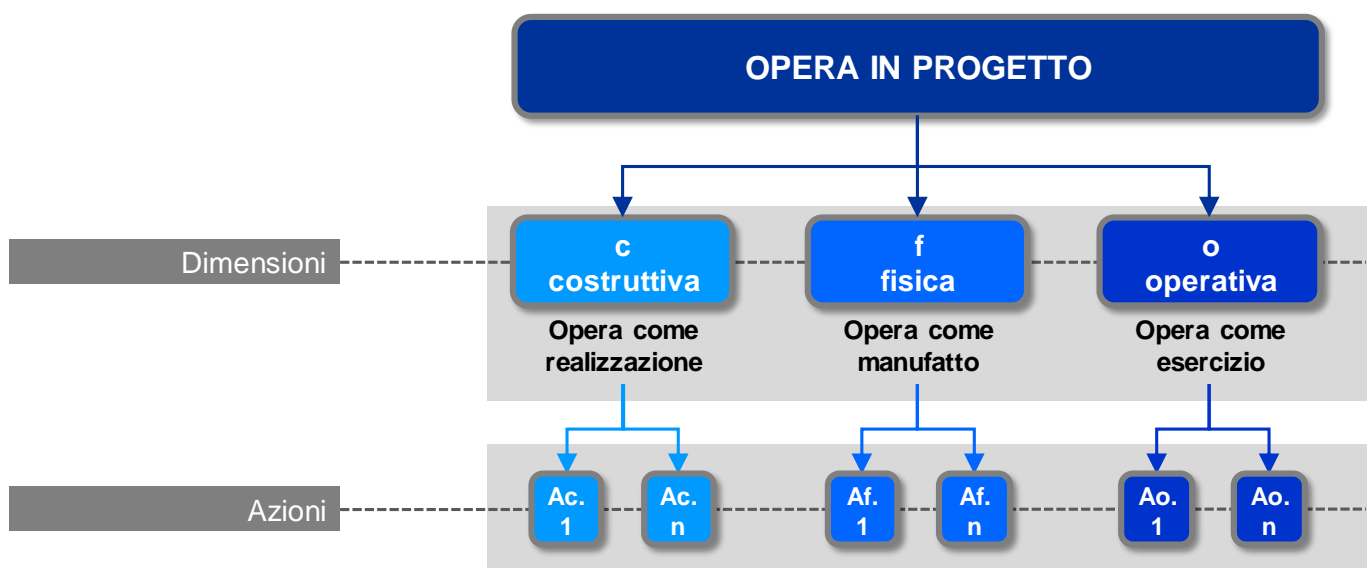 OPERA IN PROGETTO
Dimensioni
c
costruttiva
f
fisica
o
operativa
Opera come
realizzazione
Opera come
manufatto
Opera come
esercizio
Azioni
Ac.
1
Ac.
n
Af.
1
Af.
n
Ao.
1
Ao.
n